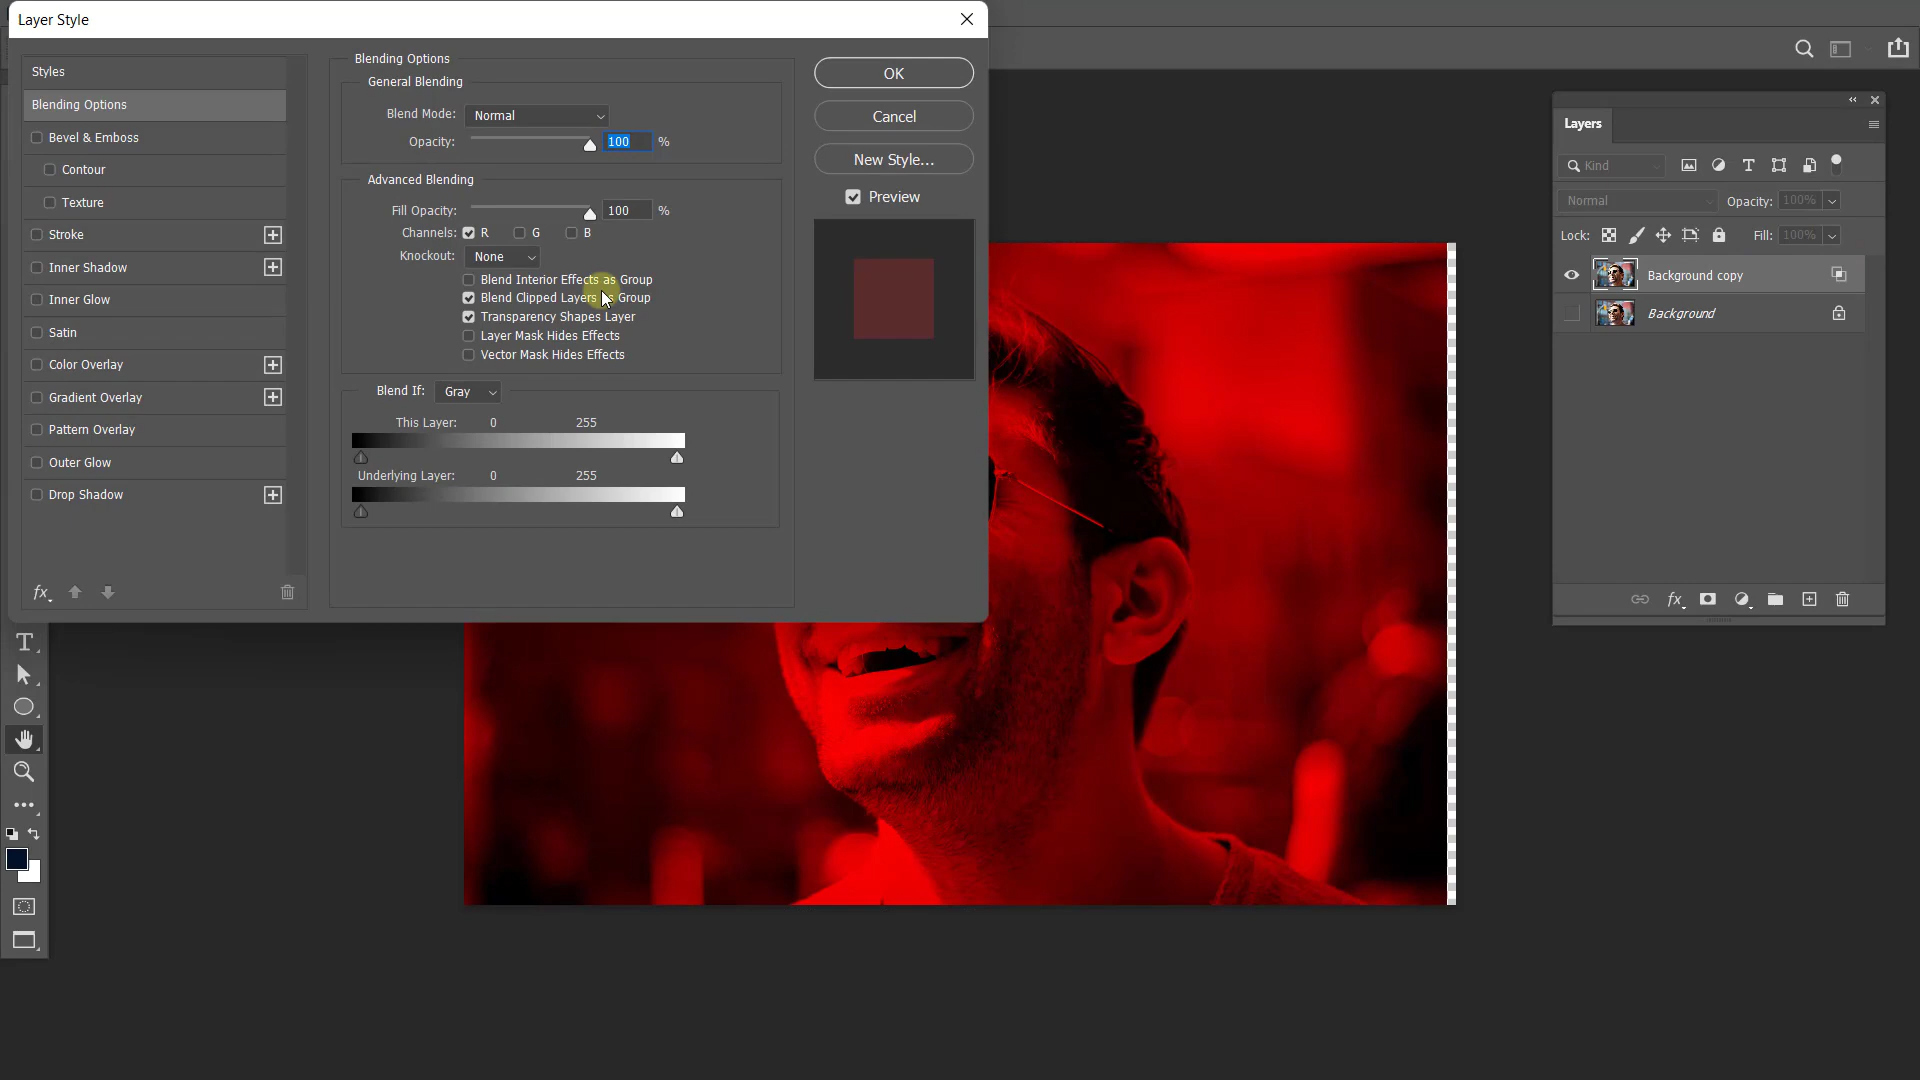 Layer Style
Styles
Blending Options
Bevel & Emboss
Contour
Texture
Stroke
Inner Shadow
Inner Glow
Satin
Color Overlay
Gradient Overlay
Pattern Overlay
Outer Glow
Drop Shadow
fx
Blending Options
General Blending
Blend Mode: Normal
Opacity: 100 %
Advanced Blending
Fill Opacity: 100 %
Channels: R G B
Knockout: None
Blend Interior Effects as Group
Blend Clipped Layers as Group
Transparency Shapes Layer
Layer Mask Hides Effects
Vector Mask Hides Effects
Blend If: Gray
This Layer: 0 255
Underlying Layer: 0 255
OK
Cancel
New Style...
Preview
Layers
Kind
Normal Opacity: 100%
Lock: Fill: 100%
Background copy
Background
fx